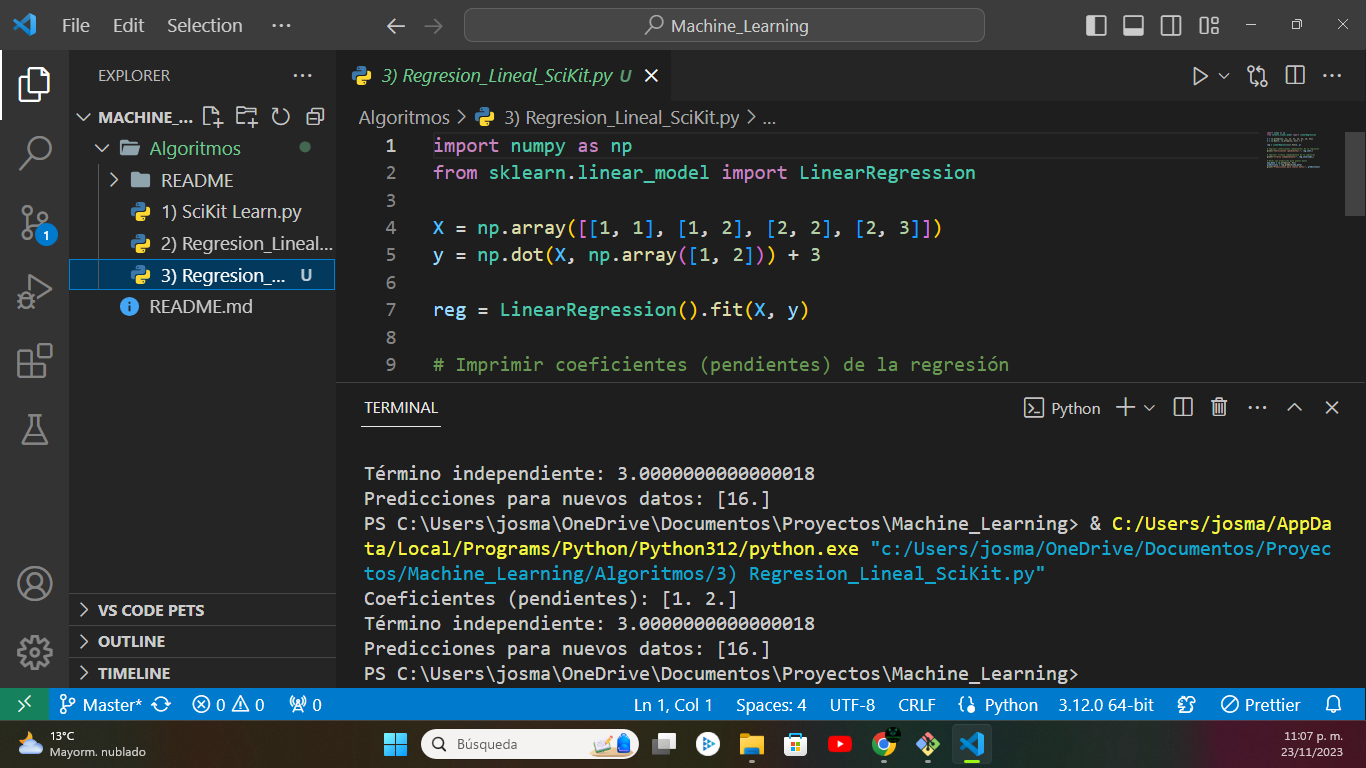 File Edit Selection ··· Machine_Learning
EXPLORER ···
MACHINE_...
Algoritmos
README
1) SciKit Learn.py
2) Regresion_Lineal...
3) Regresion_... U
README.md
VS CODE PETS
OUTLINE
TIMELINE
3) Regresion_Lineal_SciKit.py U
Algoritmos > 3) Regresion_Lineal_SciKit.py > ...
1 import numpy as np
2 from sklearn.linear_model import LinearRegression
3
4 X = np.array([[1, 1], [1, 2], [2, 2], [2, 3]])
5 y = np.dot(X, np.array([1, 2])) + 3
6
7 reg = LinearRegression().fit(X, y)
8
9 # Imprimir coeficientes (pendientes) de la regresión
TERMINAL Python
Término independiente: 3.0000000000000018
Predicciones para nuevos datos: [16.]
PS C:\Users\josma\OneDrive\Documentos\Proyectos\Machine_Learning> & C:/Users/josma/AppDa
ta/Local/Programs/Python/Python312/python.exe "c:/Users/josma/OneDrive/Documentos/Proyec
tos/Machine_Learning/Algoritmos/3) Regresion_Lineal_SciKit.py"
Coeficientes (pendientes): [1. 2.]
Término independiente: 3.0000000000000018
Predicciones para nuevos datos: [16.]
PS C:\Users\josma\OneDrive\Documentos\Proyectos\Machine_Learning>
1
Master* 0 0 0 Ln 1, Col 1 Spaces: 4 UTF-8 CRLF Python 3.12.0 64-bit Prettier
13°C
Mayorm. nublado
Búsqueda
11:07 p. m.
23/11/2023